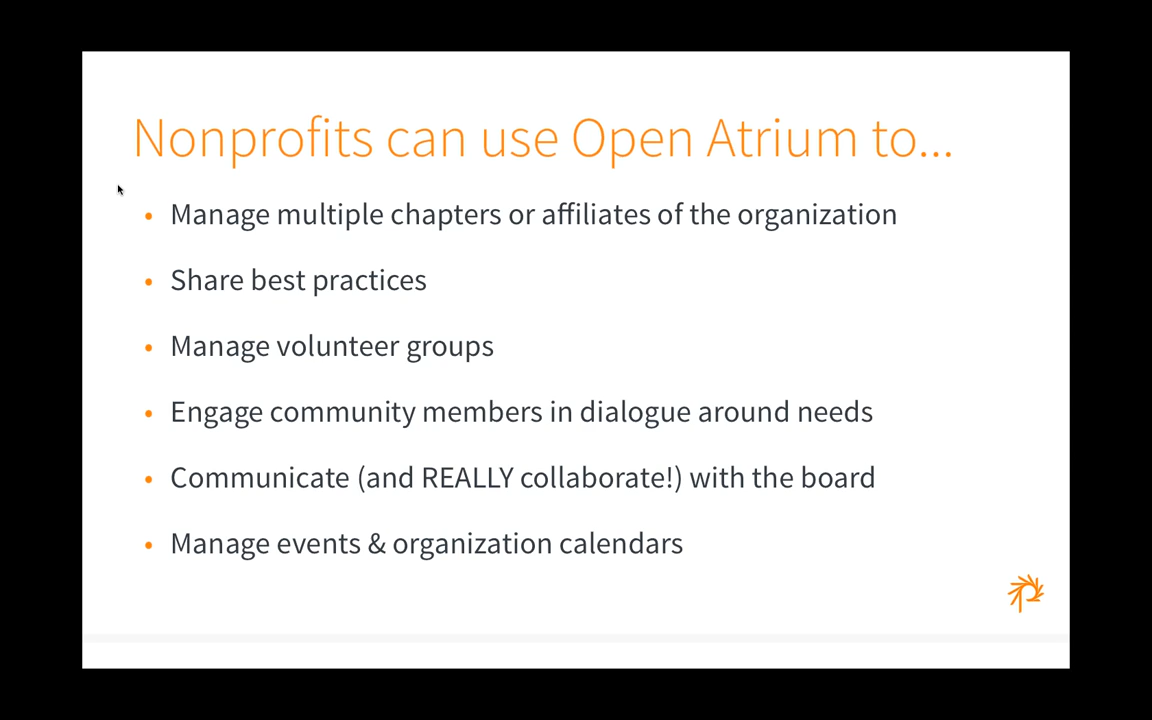 Nonprofits can use Open Atrium to...
• Manage multiple chapters or affiliates of the organization
• Share best practices
• Manage volunteer groups
• Engage community members in dialogue around needs
• Communicate (and REALLY collaborate!) with the board
• Manage events & organization calendars